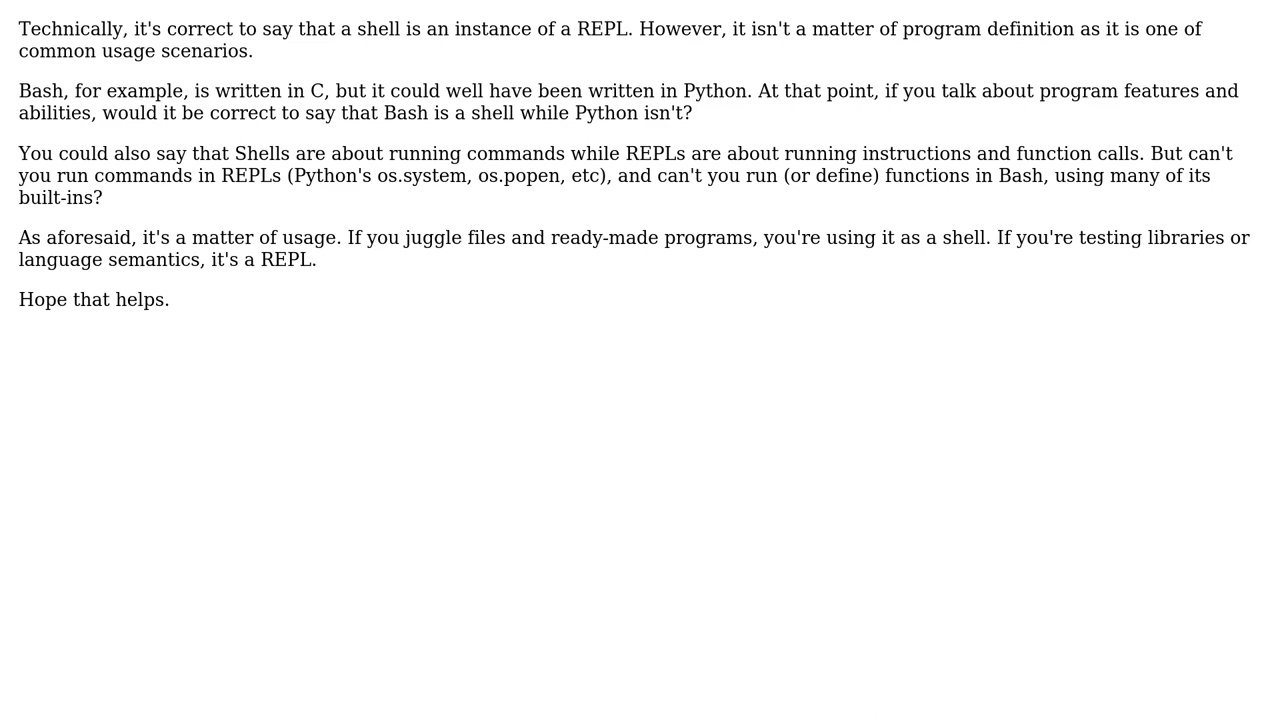 Technically, it's correct to say that a shell is an instance of a REPL. However, it isn't a matter of program definition as it is one of
common usage scenarios.
Bash, for example, is written in C, but it could well have been written in Python. At that point, if you talk about program features and
abilities, would it be correct to say that Bash is a shell while Python isn't?
You could also say that Shells are about running commands while REPLs are about running instructions and function calls. But can't
you run commands in REPLs (Python's os.system, os.popen, etc), and can't you run (or define) functions in Bash, using many of its
built-ins?
As aforesaid, it's a matter of usage. If you juggle files and ready-made programs, you're using it as a shell. If you're testing libraries or
language semantics, it's a REPL.
Hope that helps.